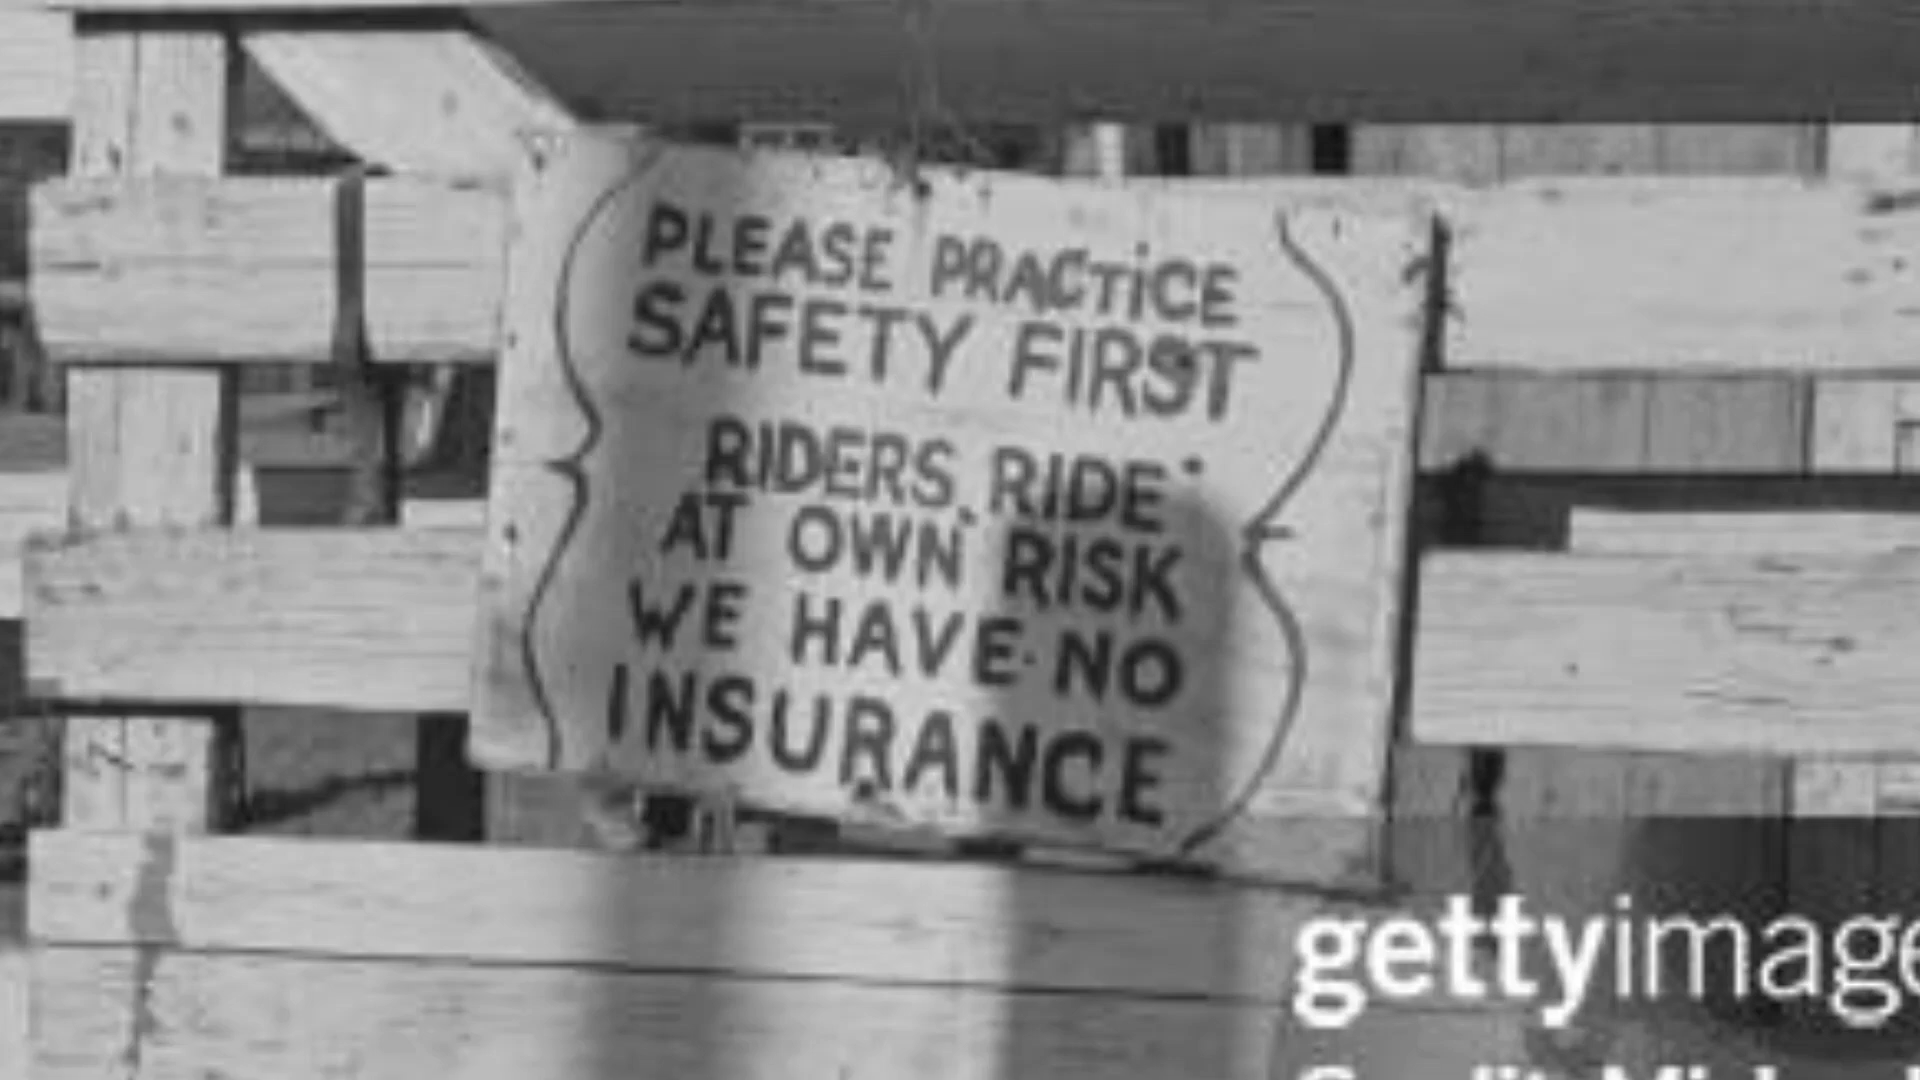 PLEASE PRACTiCE
SAFETY FIRST
RIDERS RIDE
AT OWN RISK
WE HAVE NO
INSURANCE
gettyimage